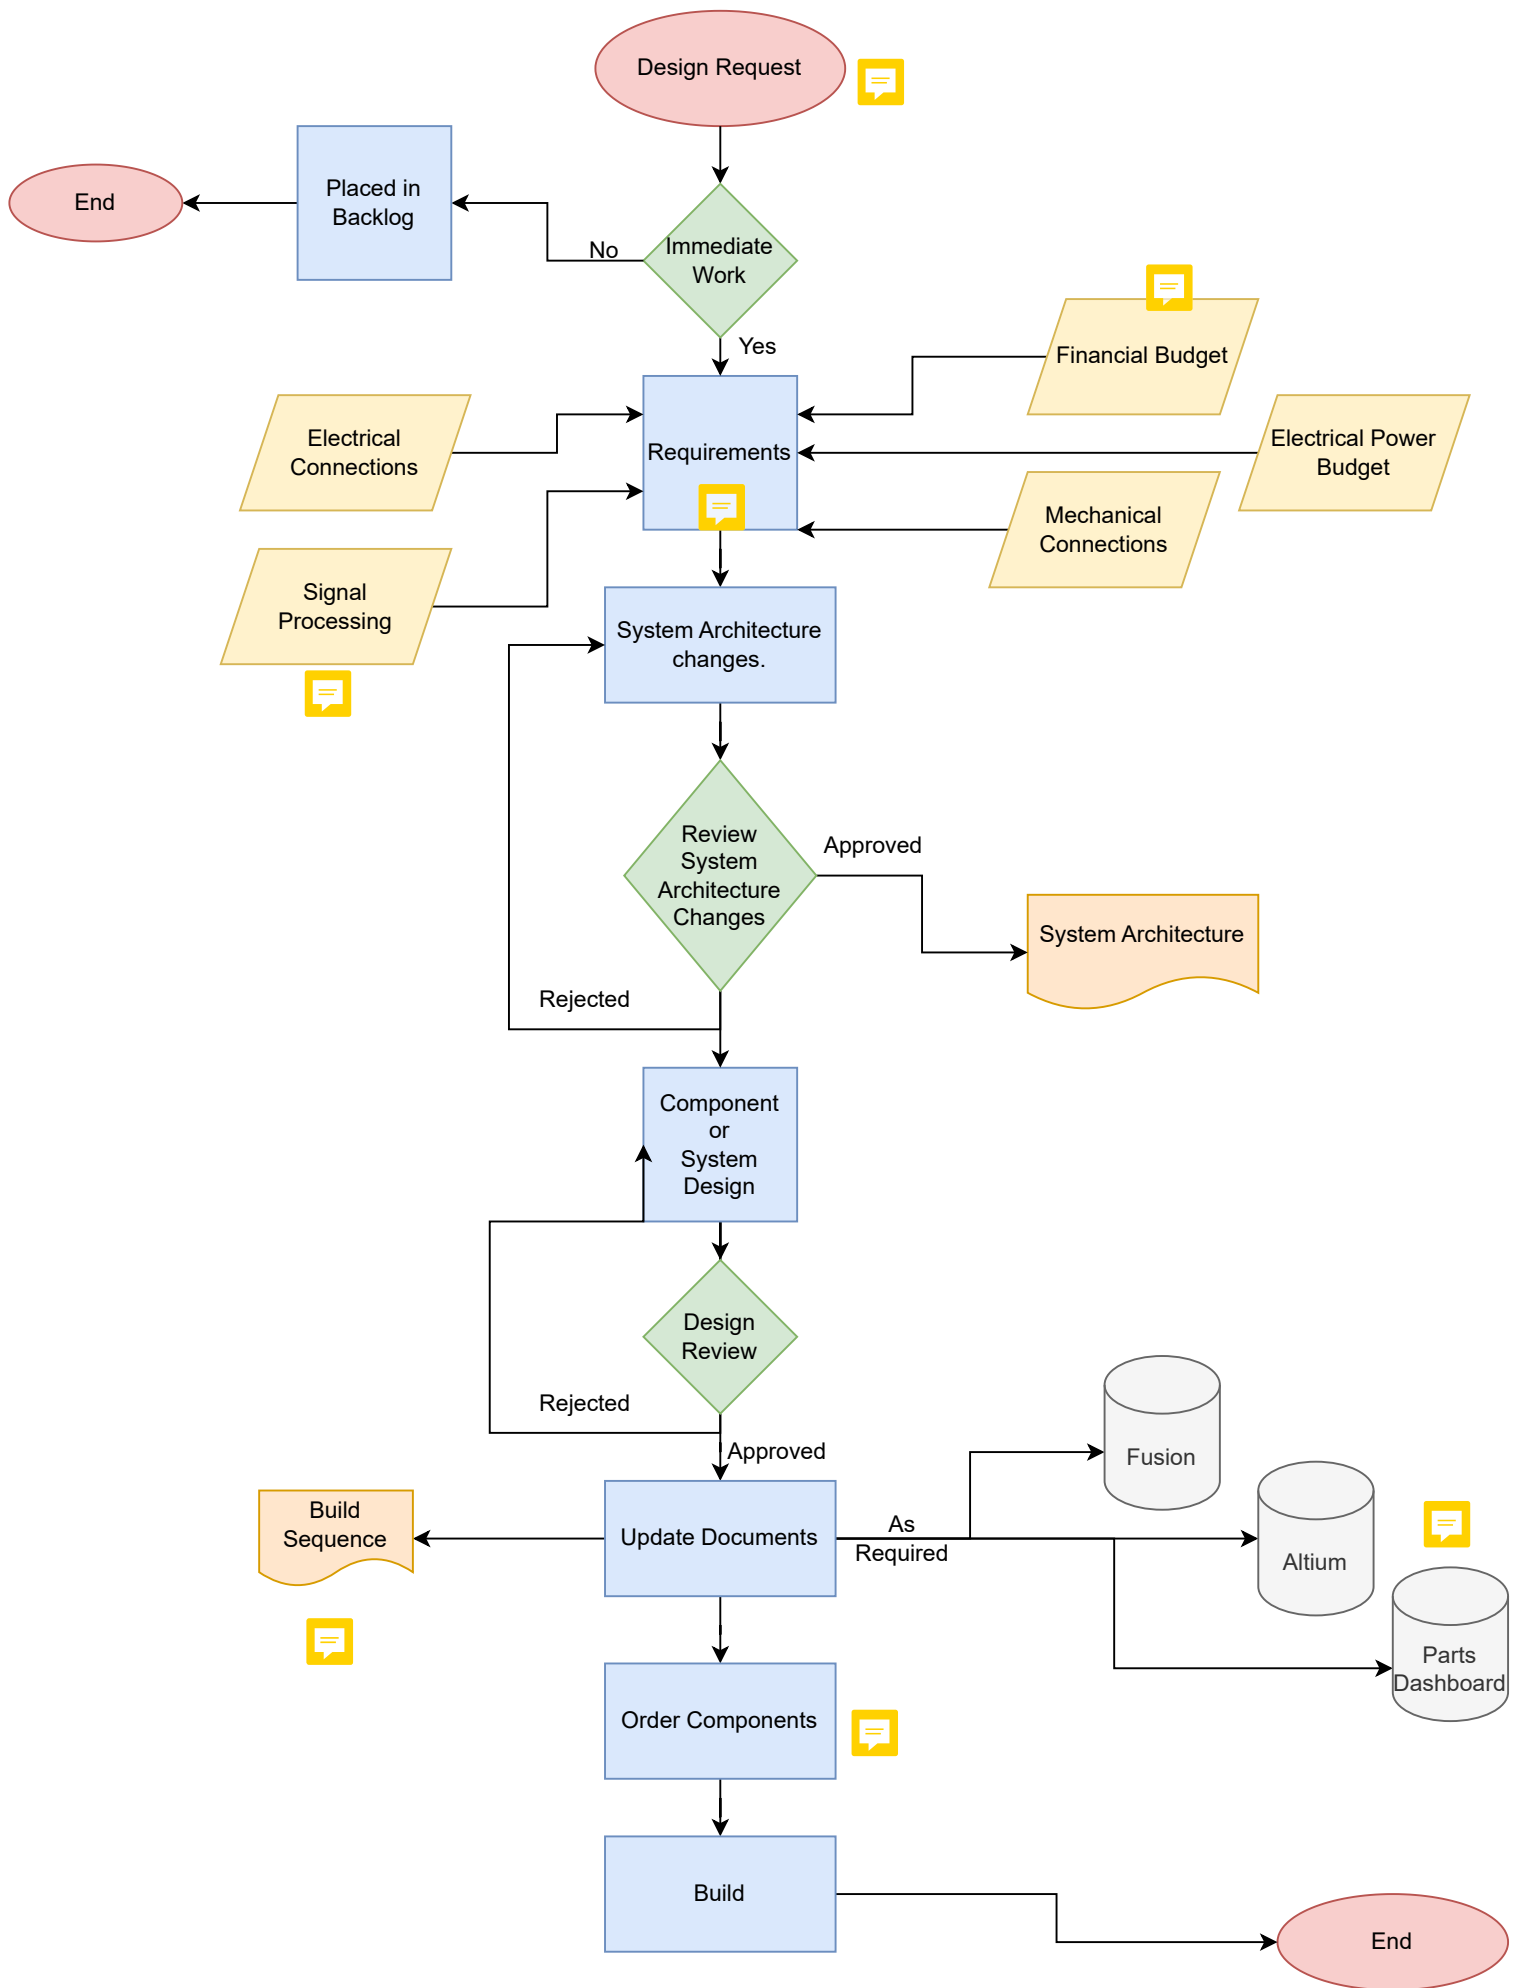 Design Request
End
Placed in
Backlog
No
Immediate
Work
Yes
Financial Budget
Electrical
Connections
Requirements
Electrical Power
Budget
Mechanical
Connections
Signal
Processing
System Architecture
changes.
Review
System
Architecture
Changes
Approved
System Architecture
Rejected
Component
or
System
Design
Design
Review
Rejected
Approved
Fusion
Build
Sequence
Update Documents
As
Required
Altium
Parts
Dashboard
Order Components
Build
End